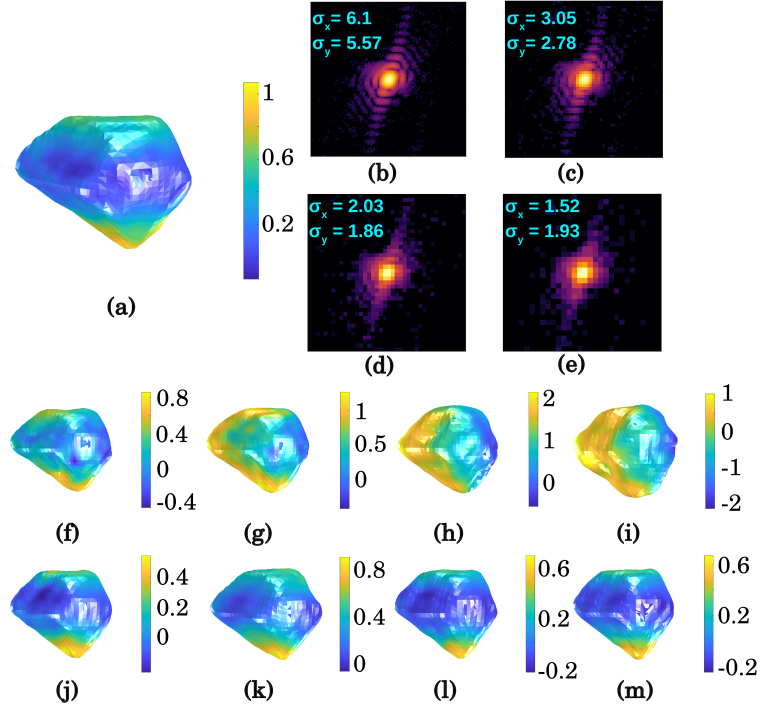 σx = 6.1
σy = 5.57
(b)
σx = 3.05
σy = 2.78
(c)
1
0.6
0.2
(a)
σx = 2.03
σy = 1.86
(d)
σx = 1.52
σy = 1.93
(e)
0.8
0.4
0
-0.4
(f)
1
0.5
0
(g)
2
1
0
(h)
1
0
-1
-2
(i)
0.4
0.2
0
(j)
0.8
0.4
0
(k)
0.6
0.2
-0.2
(l)
0.6
0.2
-0.2
(m)